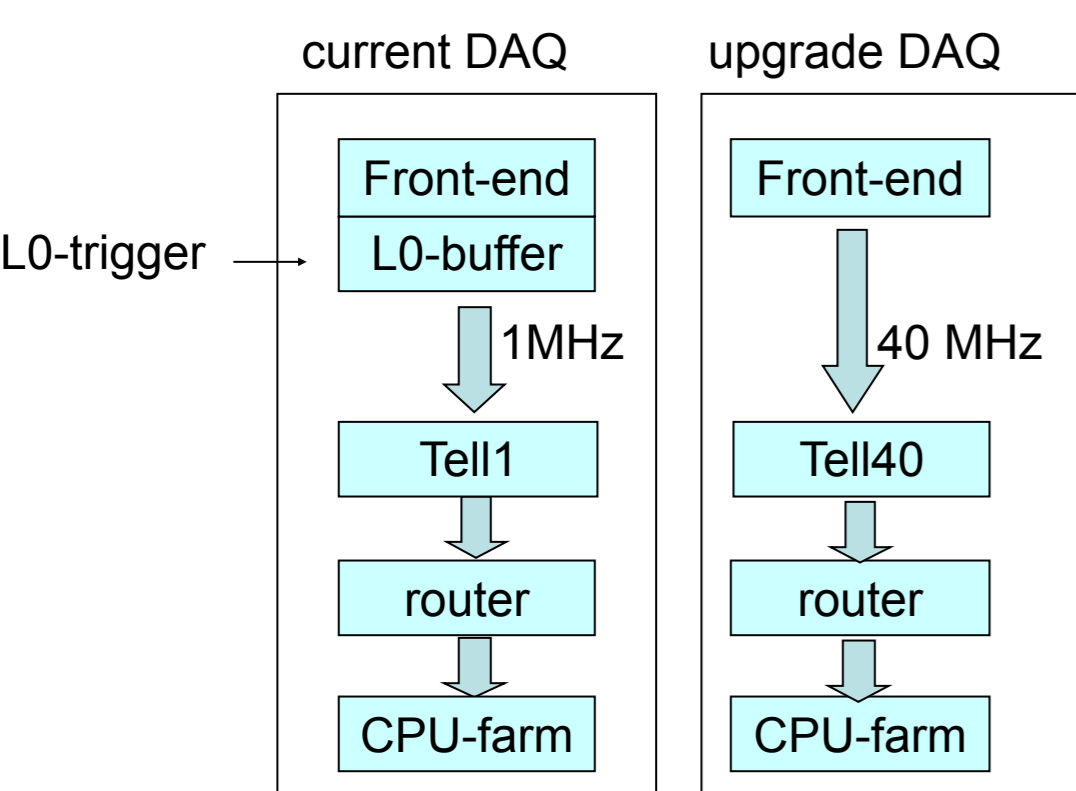 current DAQ
upgrade DAQ
Front-end
L0-buffer
L0-trigger
1MHz
Tell1
router
CPU-farm
Front-end
40 MHz
Tell40
router
CPU-farm